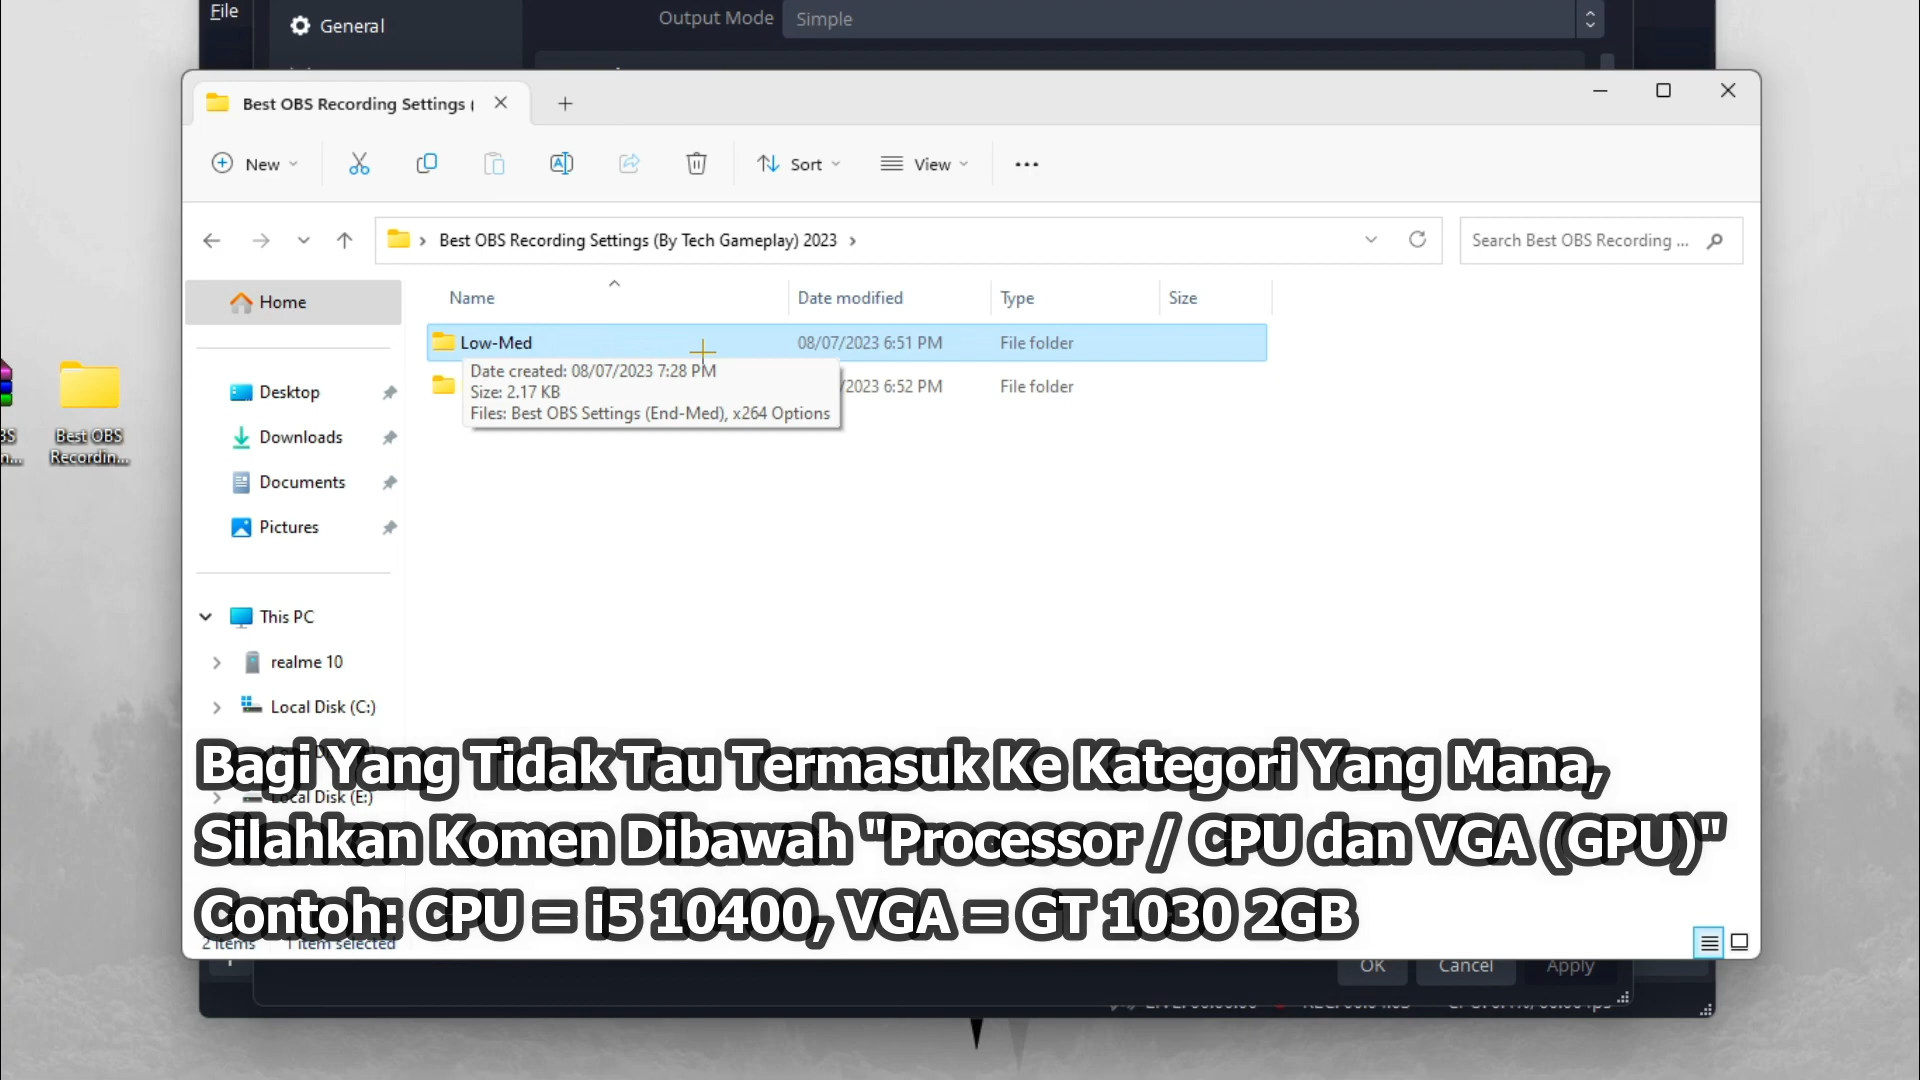 File
General
Output Mode
Simple
Best OBS Recording Settings (
New
Sort
View
Best OBS Recording Settings (By Tech Gameplay) 2023
Search Best OBS Recording ...
Name
Date modified
Type
Size
Home
Low-Med
08/07/2023 6:51 PM
File folder
Date created: 08/07/2023 7:28 PM
Size: 2.17 KB
Files: Best OBS Settings (End-Med), x264 Options
/2023 6:52 PM
File folder
Desktop
Downloads
Documents
Pictures
Best OBS
Recordin...
This PC
realme 10
Local Disk (C:)
Local Disk (E:)
Bagi Yang Tidak Tau Termasuk Ke Kategori Yang Mana,
Silahkan Komen Dibawah "Processor / CPU dan VGA (GPU)"
Contoh: CPU = i5 10400, VGA = GT 1030 2GB
2 items
1 item selected
OK
Cancel
Apply